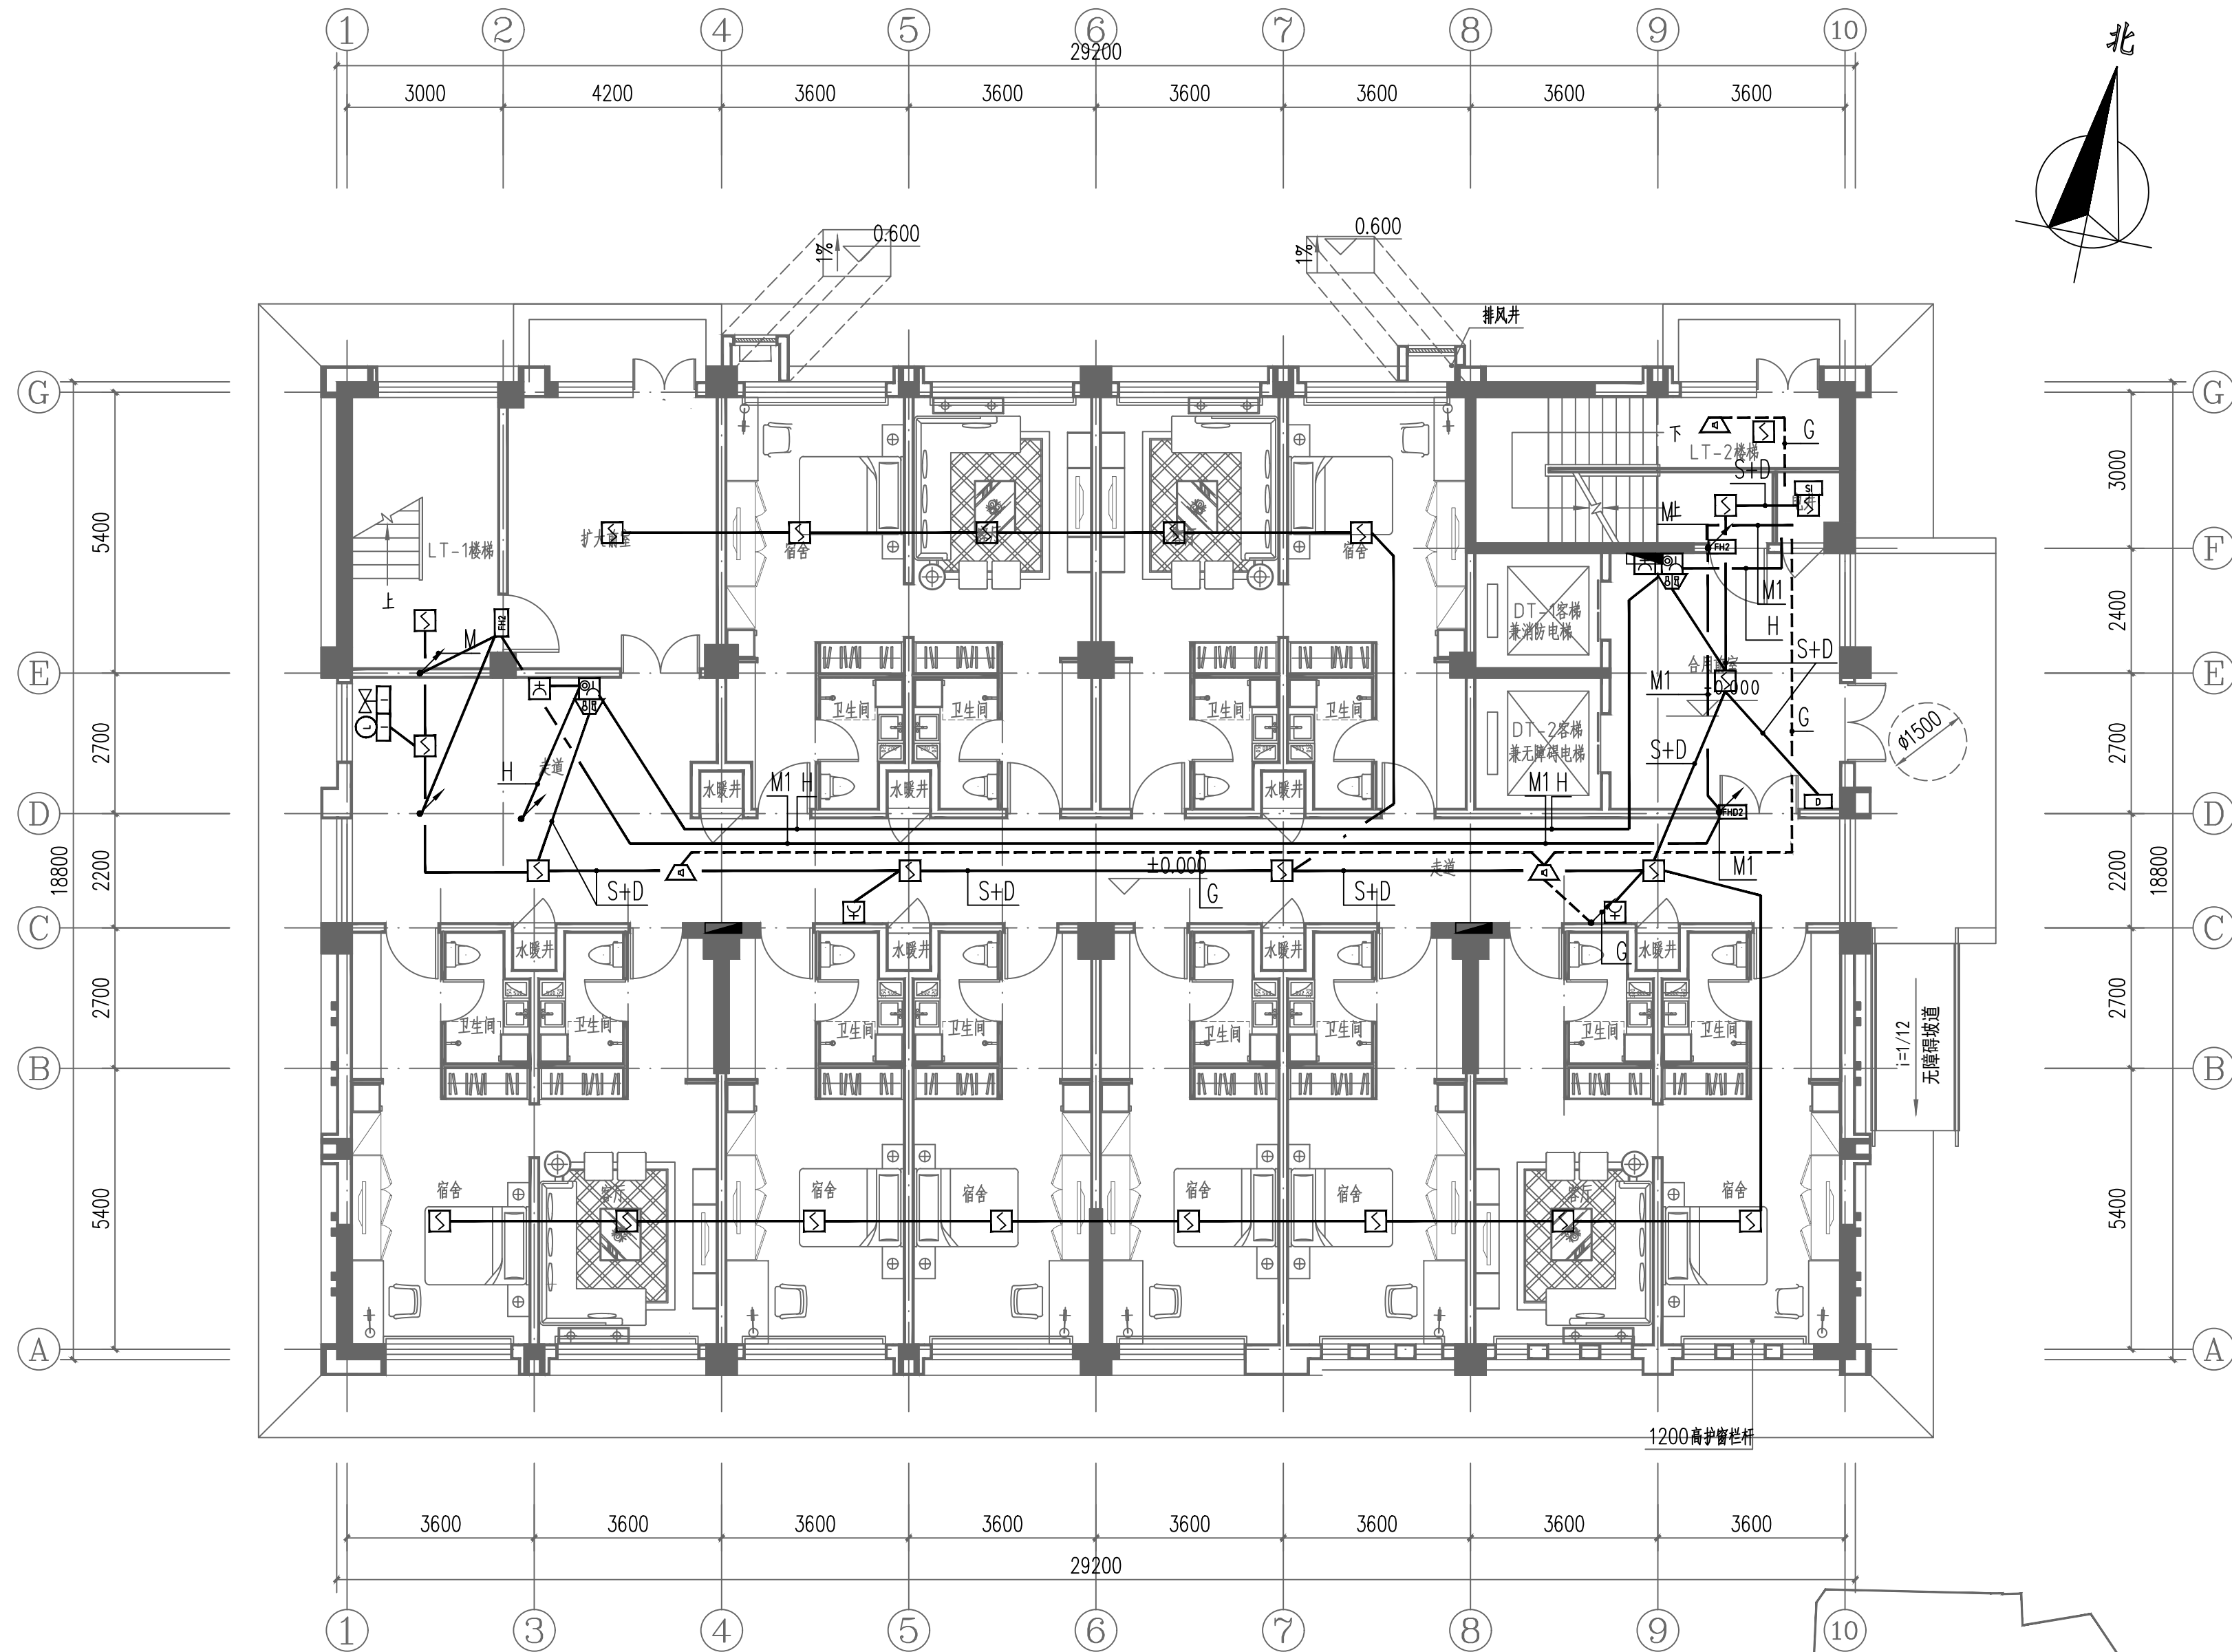 1 2 4 5 6 7 8 9 10
北
29200
3000 4200 3600 3600 3600 3600 3600 3600
0.600
0.600
1%
1%
排风井
G
G
下
G
LT-2楼梯
S+D
SI
3000
5400
LT-1楼梯
扩大前室
宿舍
宿舍
M
上
FH2
F
上
M1
H
2400
DT-1客梯
兼消防电梯
FH2
M
S+D
合用前室
E
E
M1
±0.000
卫生间
卫生间
卫生间
卫生间
G
DT-2客梯
兼无障碍电梯
ø1500
S+D
2700
2700
H
走道
水暖井
M1 H
水暖井
水暖井
M1 H
D
D
FHD2
D
18800
18800
2200
2200
±0.000
走道
M1
S+D
S+D
G
S+D
C
C
水暖井
水暖井
水暖井
G
水暖井
2700
2700
卫生间
卫生间
卫生间
卫生间
卫生间
卫生间
卫生间
卫生间
i=1/12
无障碍坡道
B
B
5400
5400
宿舍
客厅
宿舍
宿舍
宿舍
宿舍
客厅
宿舍
A
A
1200高护窗栏杆
3600 3600 3600 3600 3600 3600 3600 3600
29200
1 3 4 5 6 7 8 9 10